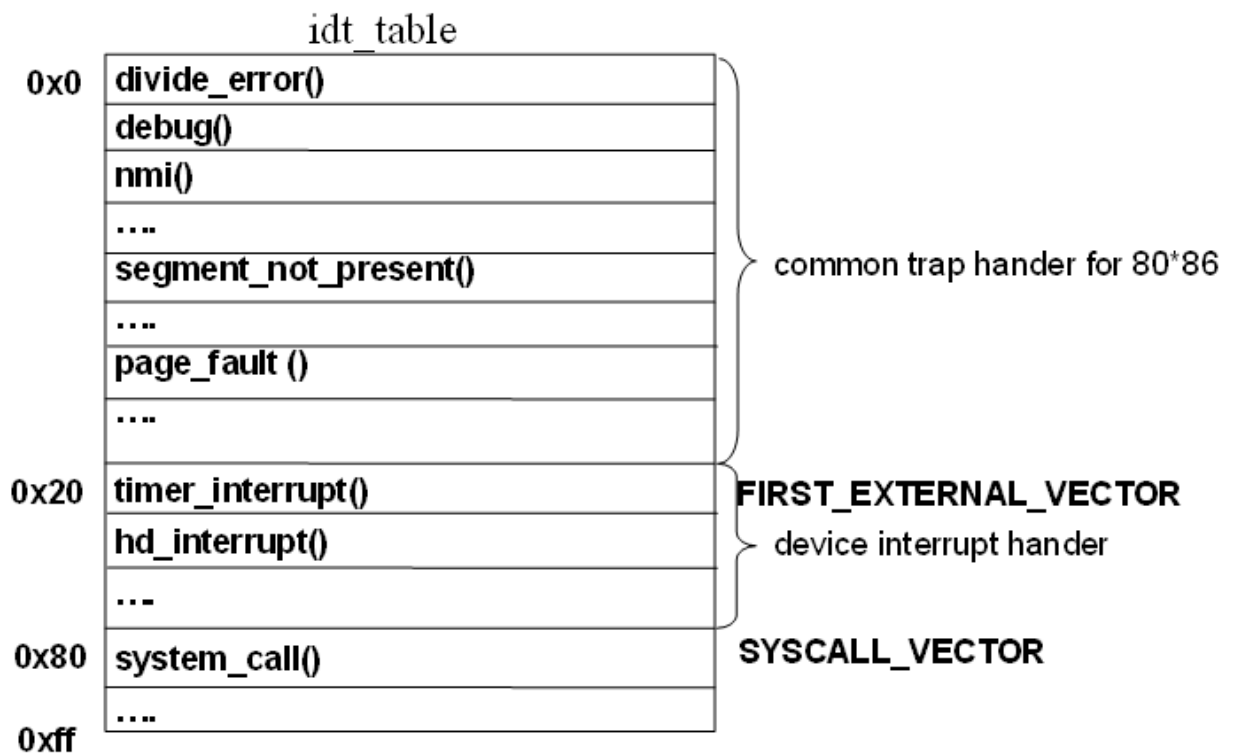 idt_table
0x0 divide_error()
debug()
nmi()
....
segment_not_present()
common trap hander for 80*86
....
page_fault ()
....
0x20 timer_interrupt() FIRST_EXTERNAL_VECTOR
hd_interrupt() device interrupt hander
....
0x80 system_call() SYSCALL_VECTOR
....
0xff